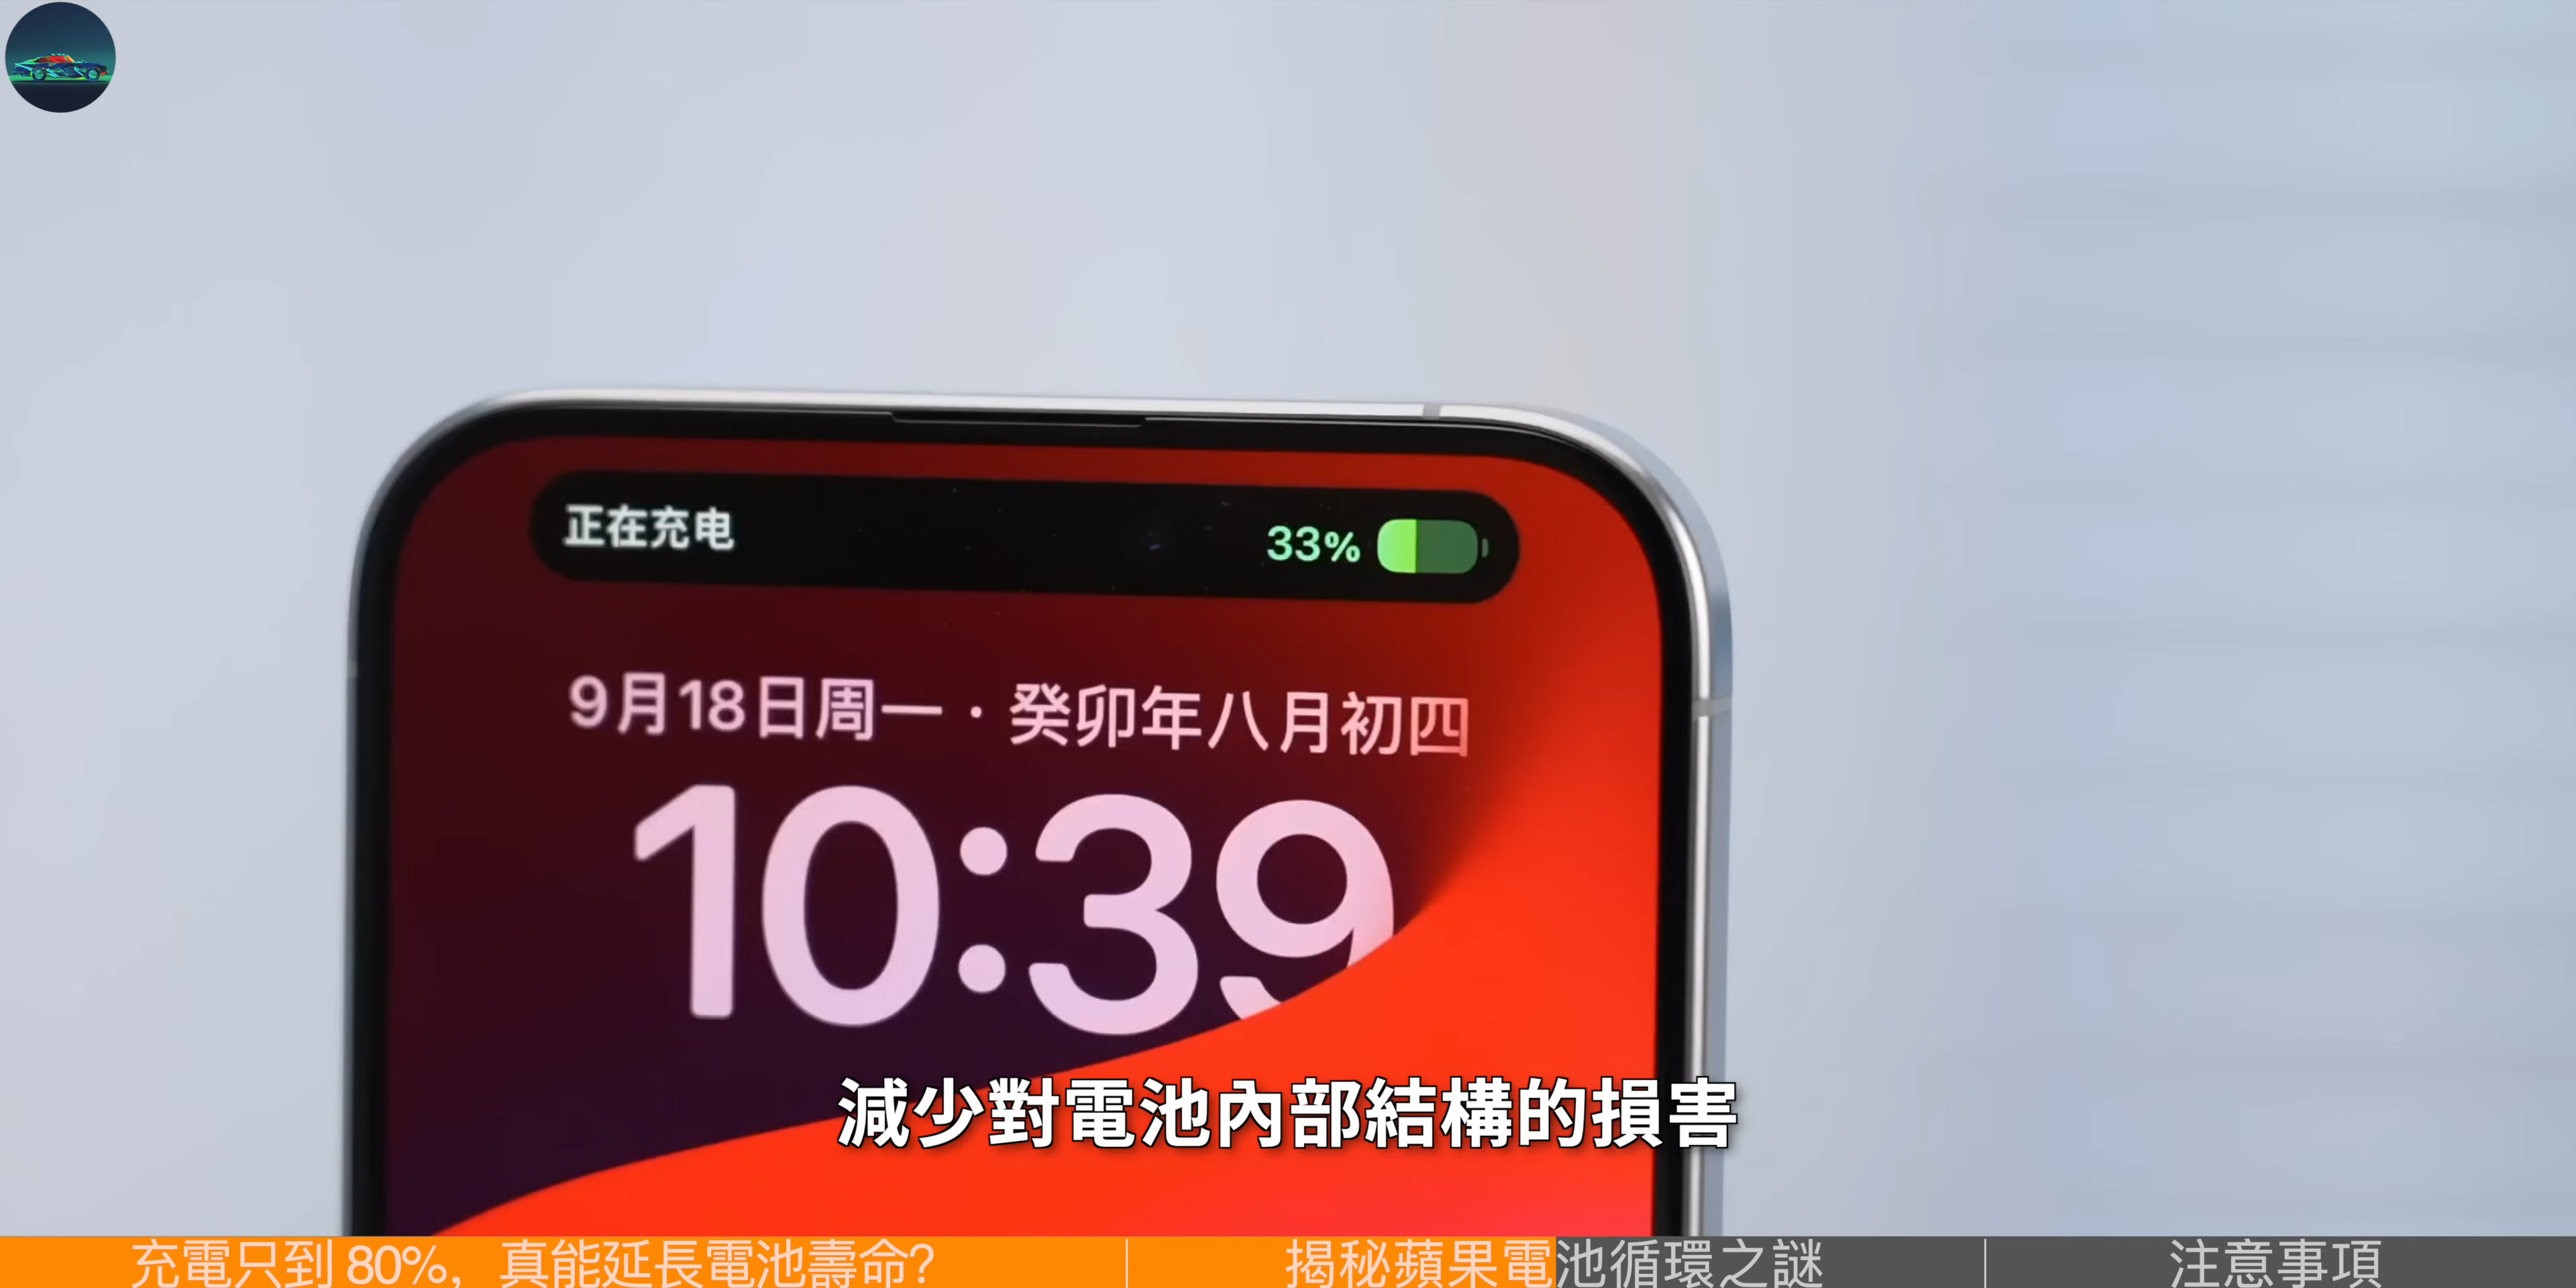 正在充电
33%
9月18日周一·癸卯年八月初四
10:39
減少對電池內部結構的損害
充電只到 80%，真能延長電池壽命?
揭秘蘋果電池循環之謎
注意事項